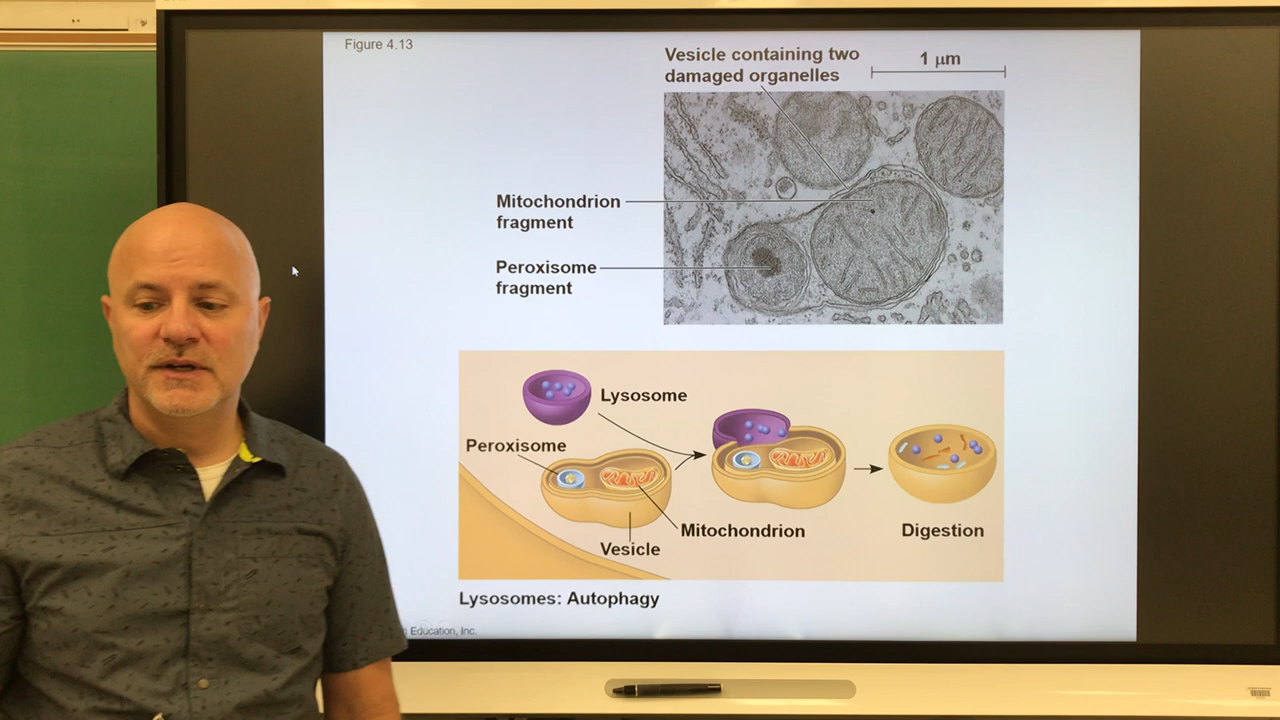 Figure 4.13
Vesicle containing two
damaged organelles
1 μm
Mitochondrion
fragment
Peroxisome
fragment
Lysosome
Peroxisome
Mitochondrion
Vesicle
Digestion
Lysosomes: Autophagy
Education, Inc.